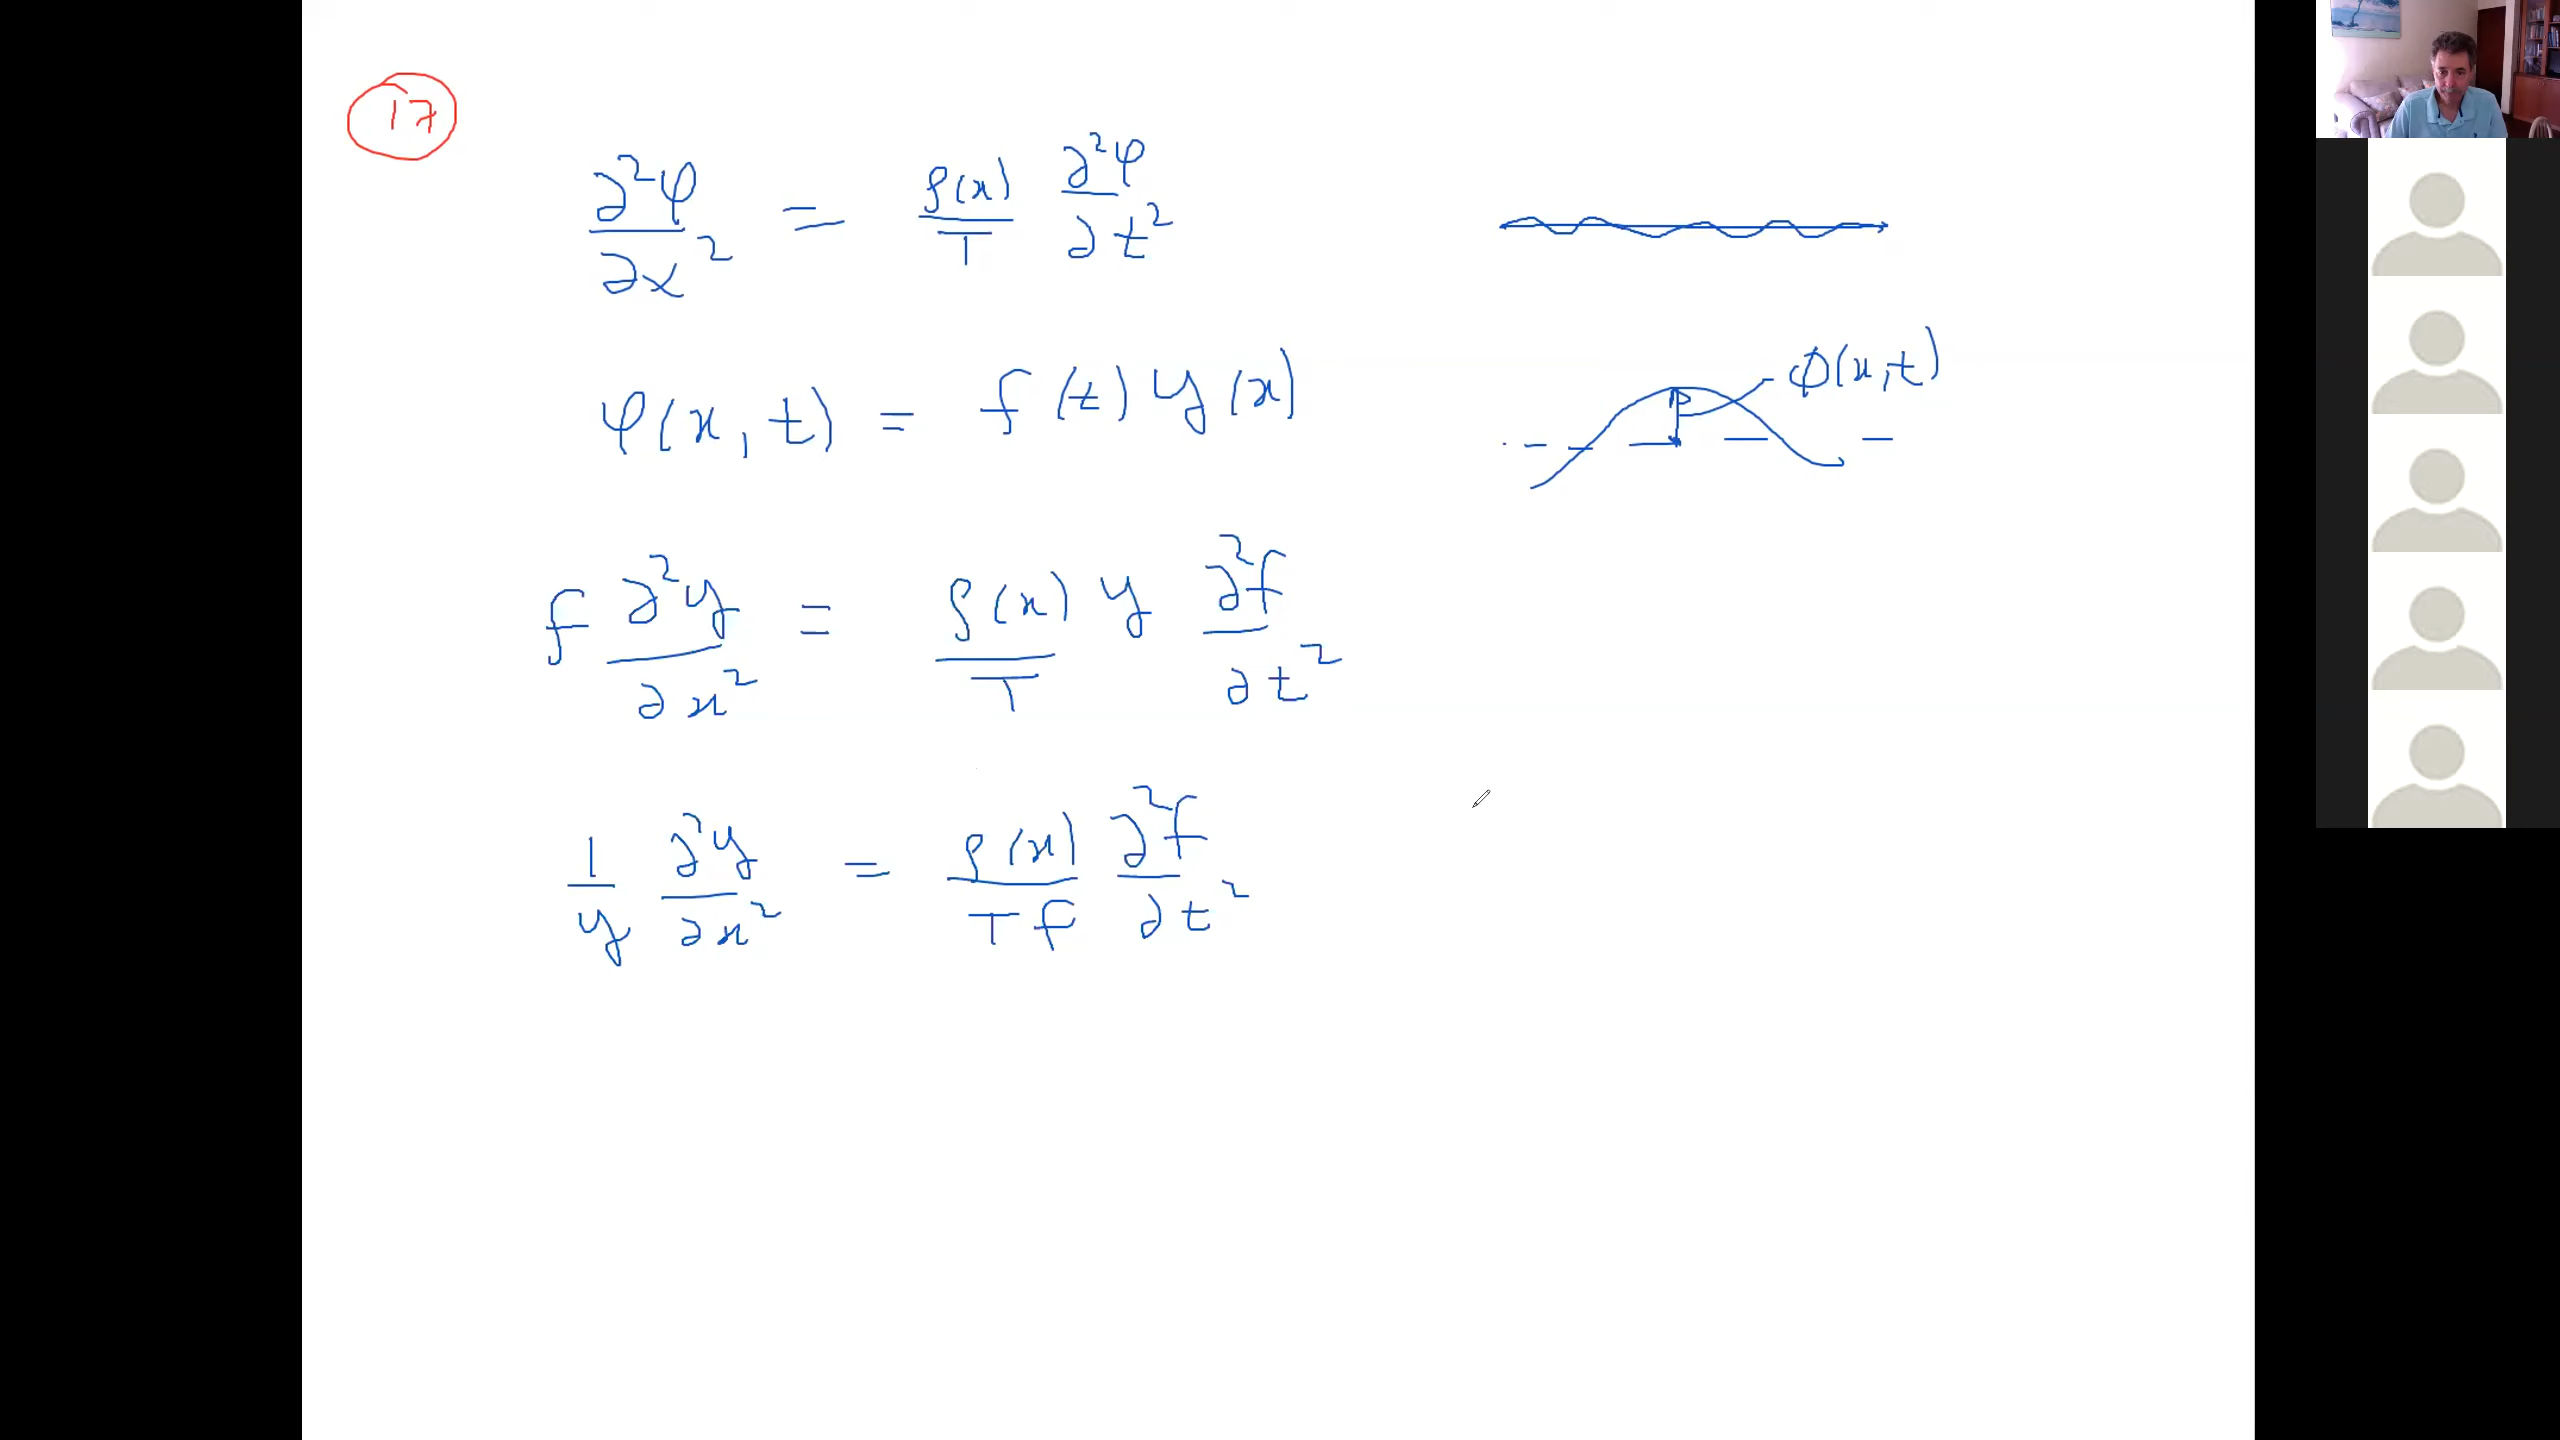 17
∂²φ/∂x² = ρ(x)/T ∂²φ/∂t²
φ(x,t) = f(t) y(x)
ϕ(x,t)
f ∂²y/∂x² = ρ(x)/T y ∂²f/∂t²
1/y ∂²y/∂x² = ρ(x)/Tf ∂²f/∂t²